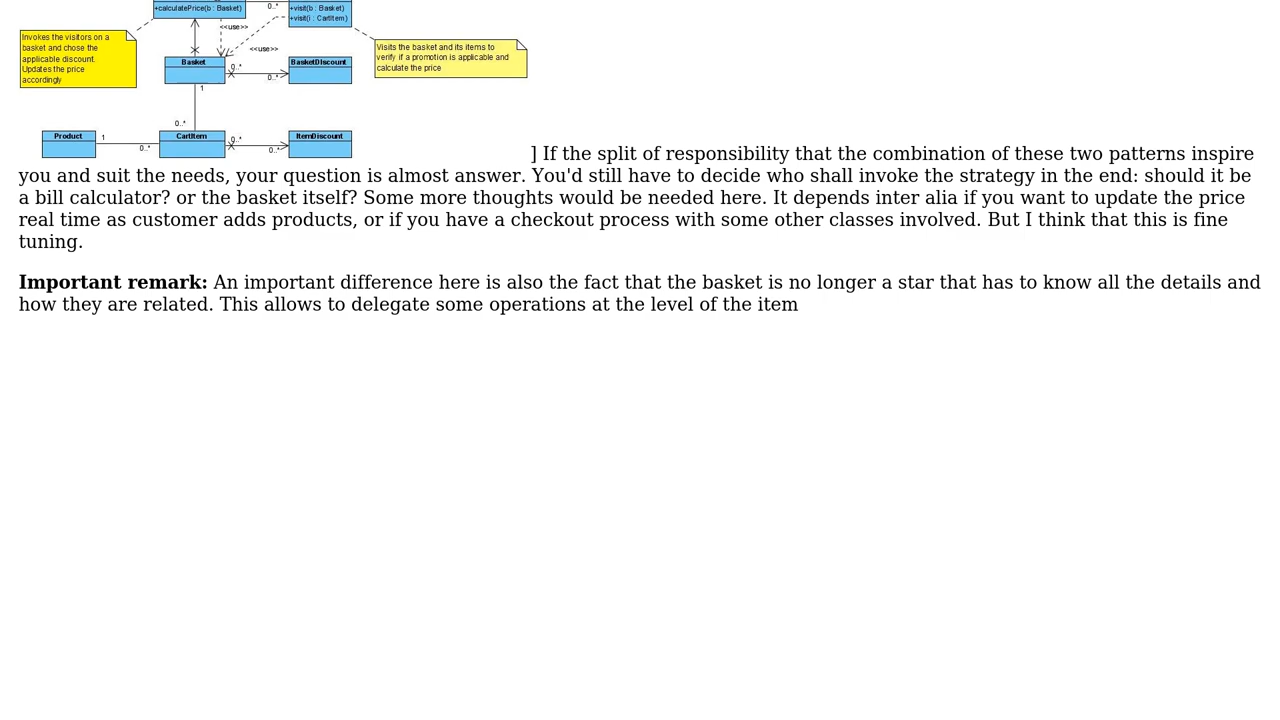 +calculatePrice(b : Basket)
0..*
+visit(b : Basket)
+visit(i : CartItem)
<<use>>
Invokes the visitors on a
basket and chose the
applicable discount.
Updates the price
accordingly
<<use>>
Visits the basket and its items to
verify if a promotion is applicable and
calculate the price
Basket
0..*
0..*
BasketDIscount
1
0..*
Product
1
0..*
CartItem
0..*
0..*
ItemDiscount
] If the split of responsibility that the combination of these two patterns inspire
you and suit the needs, your question is almost answer. You'd still have to decide who shall invoke the strategy in the end: should it be
a bill calculator? or the basket itself? Some more thoughts would be needed here. It depends inter alia if you want to update the price
real time as customer adds products, or if you have a checkout process with some other classes involved. But I think that this is fine
tuning.
Important remark: An important difference here is also the fact that the basket is no longer a star that has to know all the details and
how they are related. This allows to delegate some operations at the level of the item